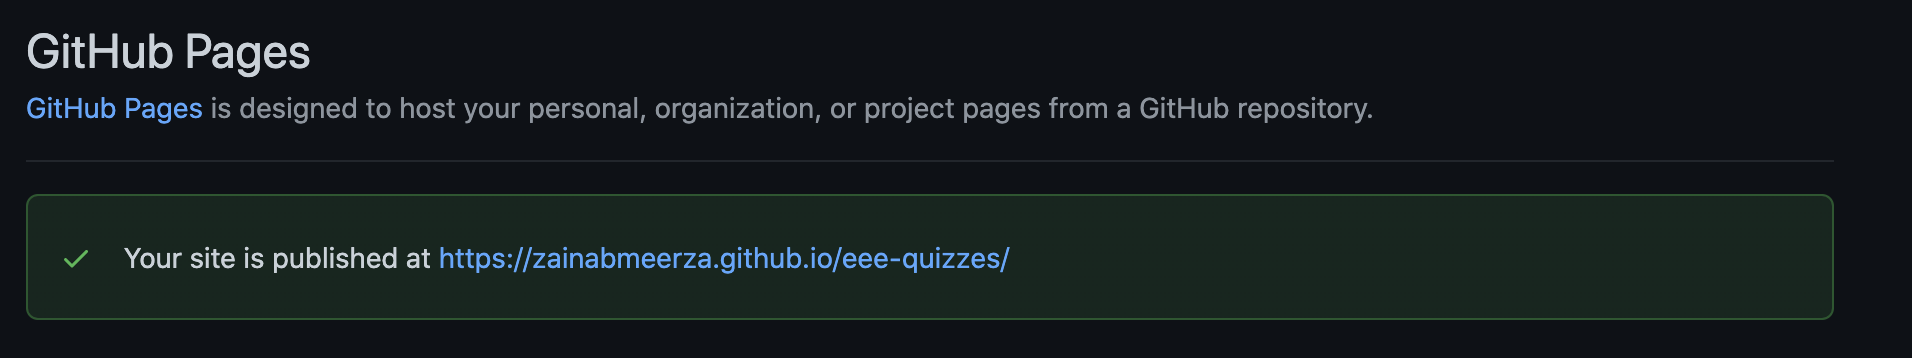 GitHub Pages
GitHub Pages is designed to host your personal, organization, or project pages from a GitHub repository.
Your site is published at https://zainabmeerza.github.io/eee-quizzes/